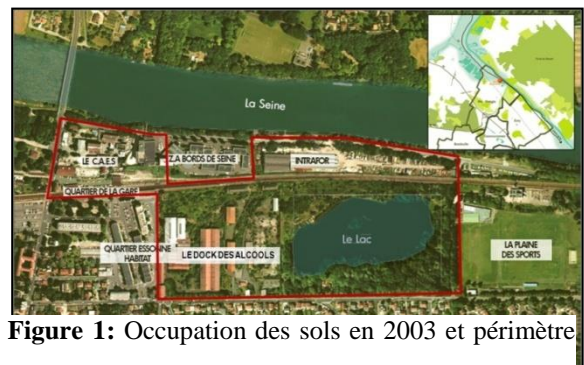 La Seine
LE C.A.E.S
Z.A BORDS DE SEINE
INTRAFOR
QUARTIER DE LA GARE
QUARTIER ESSONNE
HABITAT
LE DOCK DES ALCOOLS
Le Lac
LA PLAINE
DES SPORTS
Figure 1: Occupation des sols en 2003 et périmètre